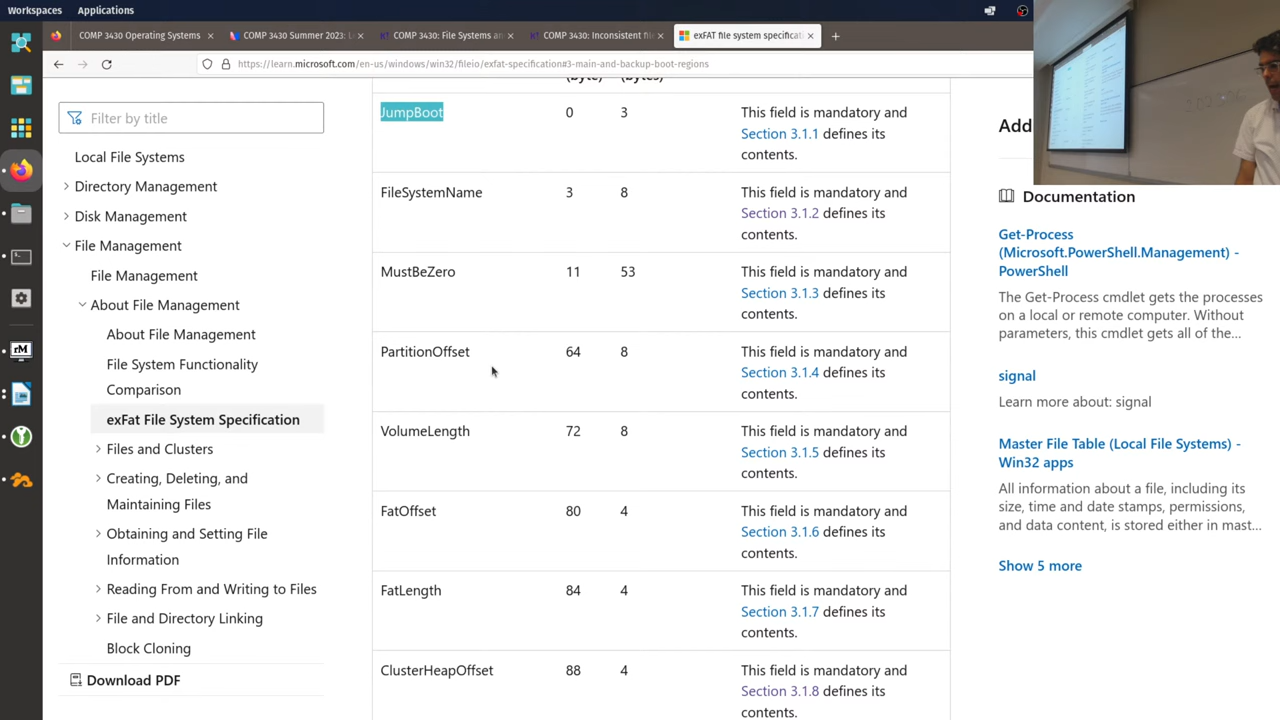 Workspaces Applications
COMP 3430 Operating Systems
COMP 3430 Summer 2023:
COMP 3430: File Systems
COMP 3430: Inconsistent
exFAT file system specificat
https://learn.microsoft.com/en-us/windows/win32/fileio/exfat-specification#3-main-and-backup-boot-regions
Filter by title
Local File Systems
Directory Management
Disk Management
File Management
File Management
About File Management
About File Management
File System Functionality
Comparison
exFat File System Specification
Files and Clusters
Creating, Deleting, and
Maintaining Files
Obtaining and Setting File
Information
Reading From and Writing to Files
File and Directory Linking
Block Cloning
Download PDF
(byte) (bytes)
JumpBoot 0 3 This field is mandatory and
Section 3.1.1 defines its
contents.
FileSystemName 3 8 This field is mandatory and
Section 3.1.2 defines its
contents.
MustBeZero 11 53 This field is mandatory and
Section 3.1.3 defines its
contents.
PartitionOffset 64 8 This field is mandatory and
Section 3.1.4 defines its
contents.
VolumeLength 72 8 This field is mandatory and
Section 3.1.5 defines its
contents.
FatOffset 80 4 This field is mandatory and
Section 3.1.6 defines its
contents.
FatLength 84 4 This field is mandatory and
Section 3.1.7 defines its
contents.
ClusterHeapOffset 88 4 This field is mandatory and
Section 3.1.8 defines its
contents.
Add
Documentation
Get-Process
(Microsoft.PowerShell.Management) -
PowerShell
The Get-Process cmdlet gets the processes
on a local or remote computer. Without
parameters, this cmdlet gets all of the...
signal
Learn more about: signal
Master File Table (Local File Systems) -
Win32 apps
All information about a file, including its
size, time and date stamps, permissions,
and data content, is stored either in mast...
Show 5 more